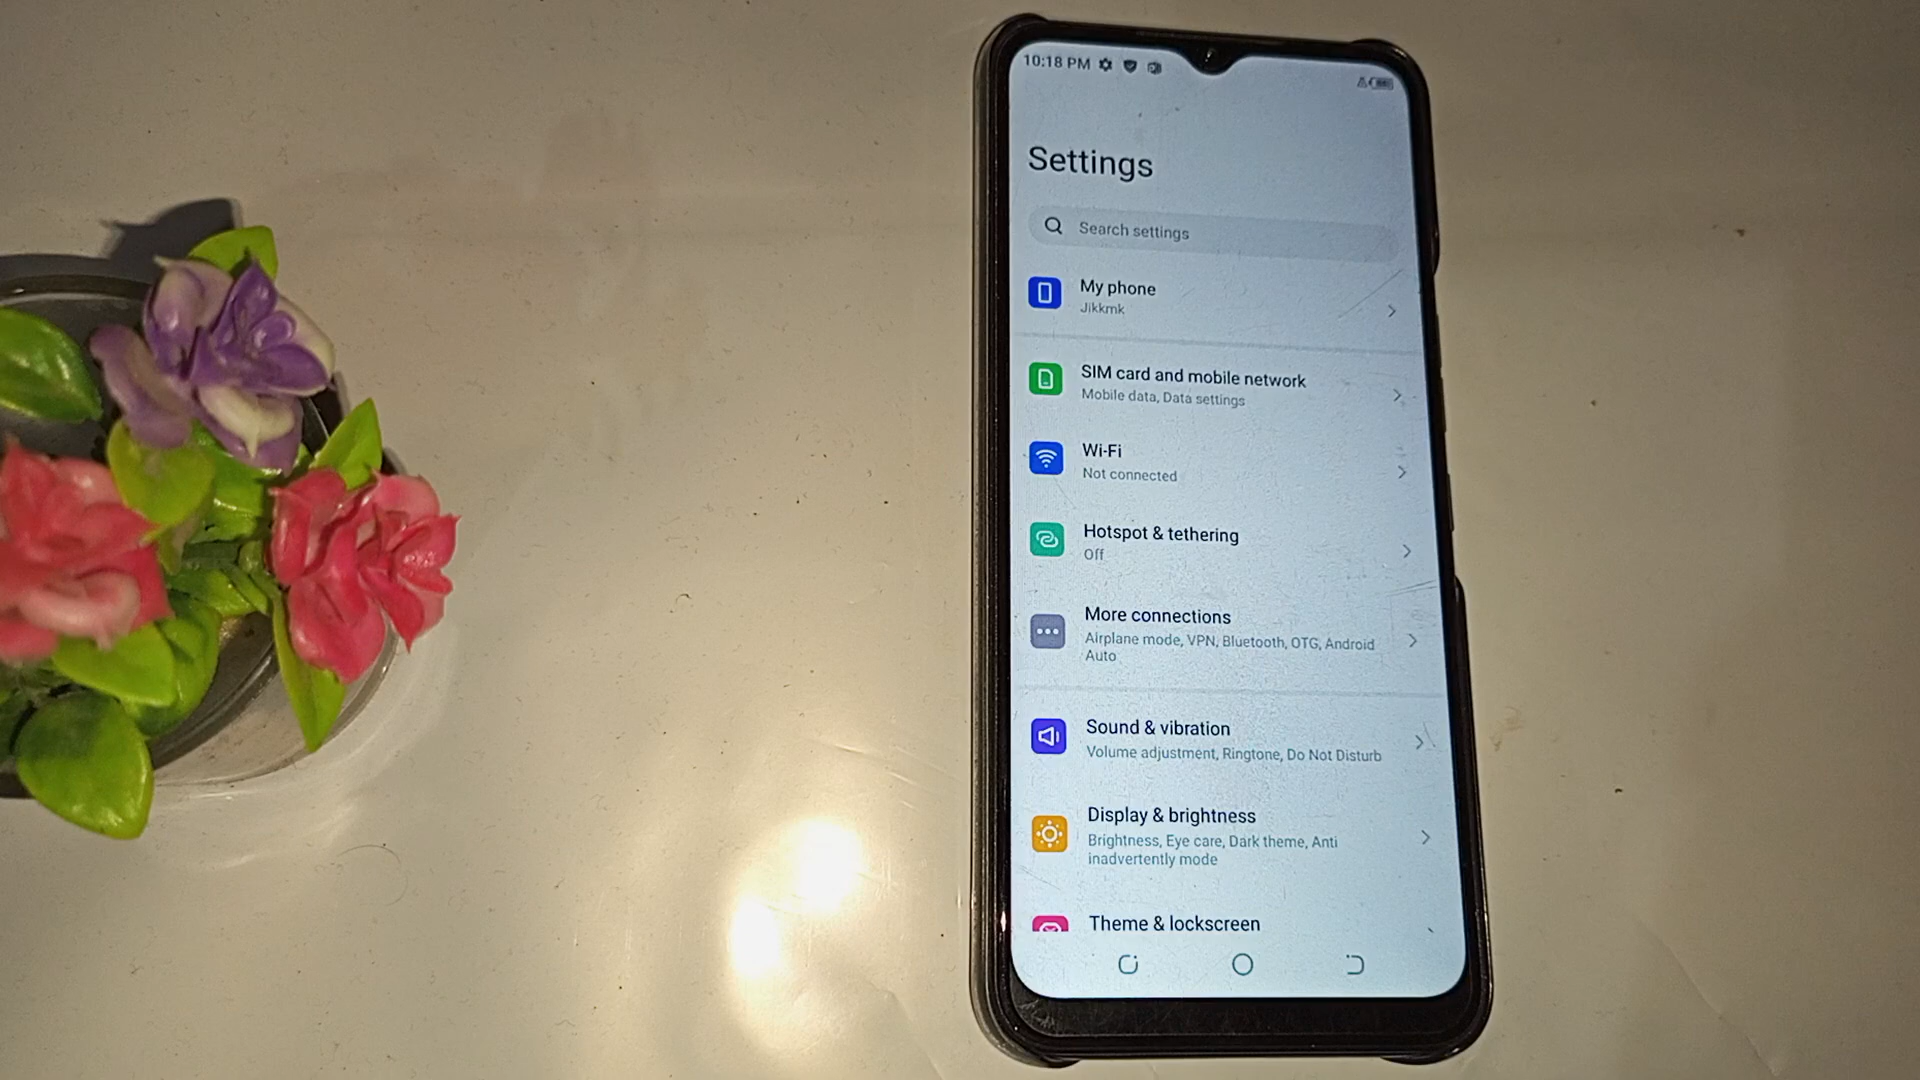 10:18 PM
Settings
Search settings
My phone
Jikkmk
SIM card and mobile network
Mobile data, Data settings
Wi-Fi
Not connected
Hotspot & tethering
Off
More connections
Airplane mode, VPN, Bluetooth, OTG, Android
Auto
Sound & vibration
Volume adjustment, Ringtone, Do Not Disturb
Display & brightness
Brightness, Eye care, Dark theme, Anti
inadvertently mode
Theme & lockscreen